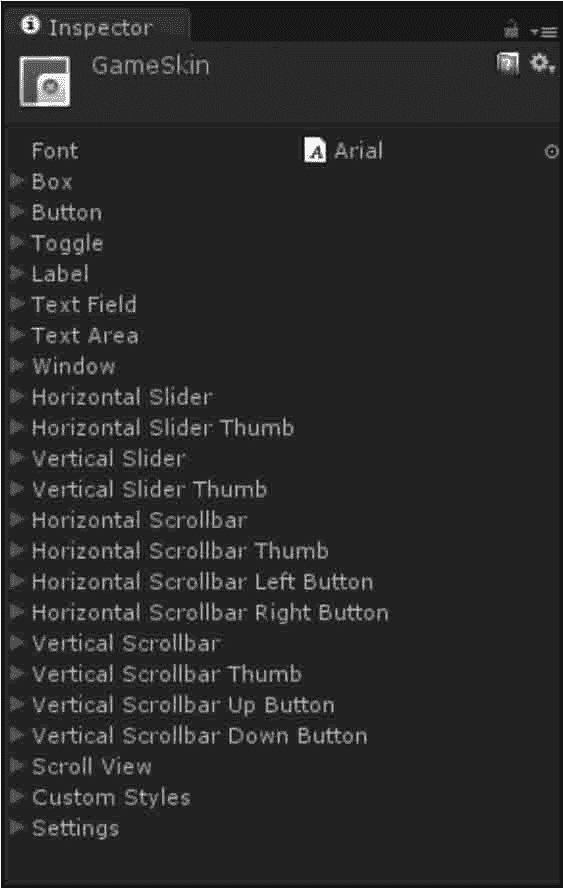 Inspector
GameSkin
Font Arial
Box
Button
Toggle
Label
Text Field
Text Area
Window
Horizontal Slider
Horizontal Slider Thumb
Vertical Slider
Vertical Slider Thumb
Horizontal Scrollbar
Horizontal Scrollbar Thumb
Horizontal Scrollbar Left Button
Horizontal Scrollbar Right Button
Vertical Scrollbar
Vertical Scrollbar Thumb
Vertical Scrollbar Up Button
Vertical Scrollbar Down Button
Scroll View
Custom Styles
Settings